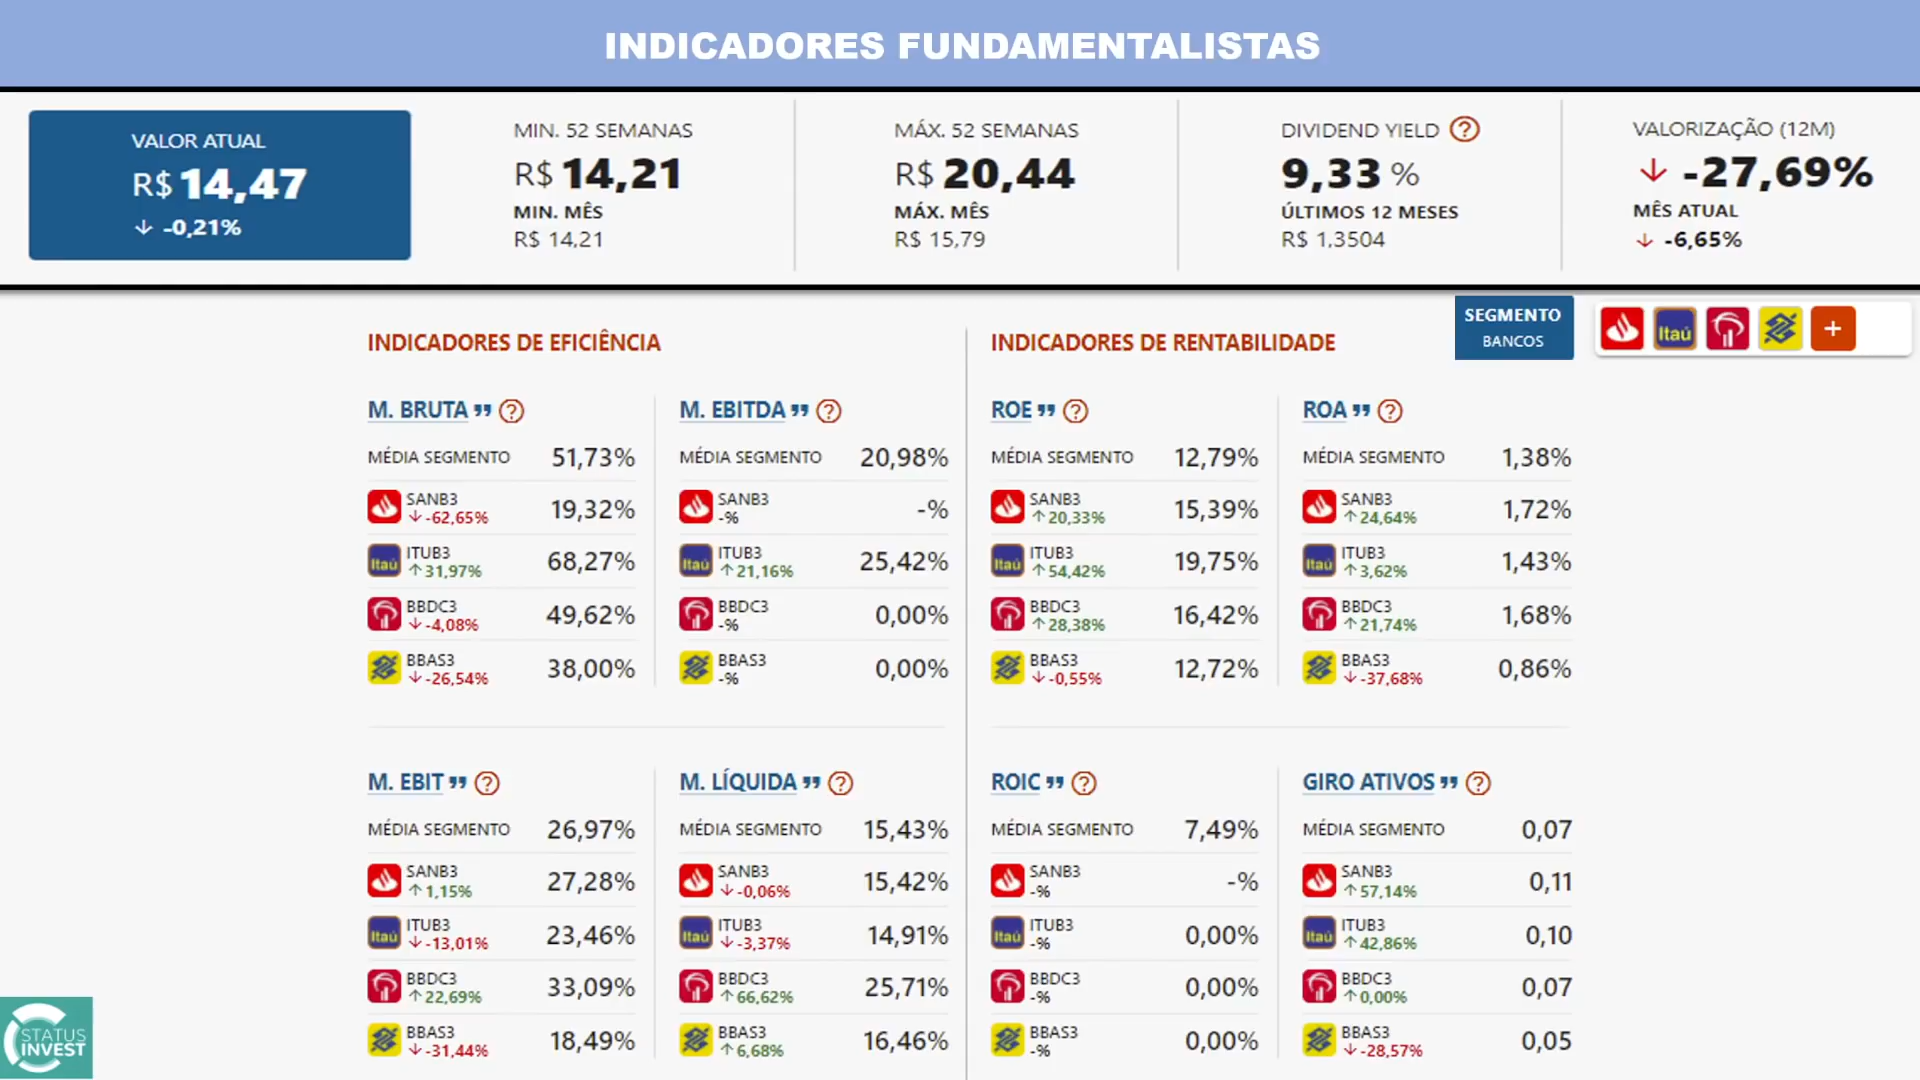 INDICADORES FUNDAMENTALISTAS
VALOR ATUAL
R$ 14,47
-0,21%
MIN. 52 SEMANAS
R$ 14,21
MIN. MÊS
R$ 14,21
MÁX. 52 SEMANAS
R$ 20,44
MÁX. MÊS
R$ 15,79
DIVIDEND YIELD ?
9,33 %
ÚLTIMOS 12 MESES
R$ 1,3504
VALORIZAÇÃO (12M)
-27,69%
MÊS ATUAL
-6,65%
SEGMENTO
BANCOS
Itaú
+
INDICADORES DE EFICIÊNCIA
M. BRUTA ?
MÉDIA SEGMENTO 51,73%
SANB3
-62,65% 19,32%
Itaú ITUB3
31,97% 68,27%
BBDC3
-4,08% 49,62%
BBAS3
-26,54% 38,00%
M. EBITDA ?
MÉDIA SEGMENTO 20,98%
SANB3
-% -%
Itaú ITUB3
21,16% 25,42%
BBDC3
-% 0,00%
BBAS3
-% 0,00%
M. EBIT ?
MÉDIA SEGMENTO 26,97%
SANB3
1,15% 27,28%
Itaú ITUB3
-13,01% 23,46%
BBDC3
22,69% 33,09%
BBAS3
-31,44% 18,49%
M. LÍQUIDA ?
MÉDIA SEGMENTO 15,43%
SANB3
-0,06% 15,42%
Itaú ITUB3
-3,37% 14,91%
BBDC3
66,62% 25,71%
BBAS3
6,68% 16,46%
INDICADORES DE RENTABILIDADE
ROE ?
MÉDIA SEGMENTO 12,79%
SANB3
20,33% 15,39%
Itaú ITUB3
54,42% 19,75%
BBDC3
28,38% 16,42%
BBAS3
-0,55% 12,72%
ROA ?
MÉDIA SEGMENTO 1,38%
SANB3
24,64% 1,72%
Itaú ITUB3
3,62% 1,43%
BBDC3
21,74% 1,68%
BBAS3
-37,68% 0,86%
ROIC ?
MÉDIA SEGMENTO 7,49%
SANB3
-% -%
Itaú ITUB3
-% 0,00%
BBDC3
-% 0,00%
BBAS3
-% 0,00%
GIRO ATIVOS ?
MÉDIA SEGMENTO 0,07
SANB3
57,14% 0,11
Itaú ITUB3
42,86% 0,10
BBDC3
0,00% 0,07
BBAS3
-28,57% 0,05
STATUS
INVEST